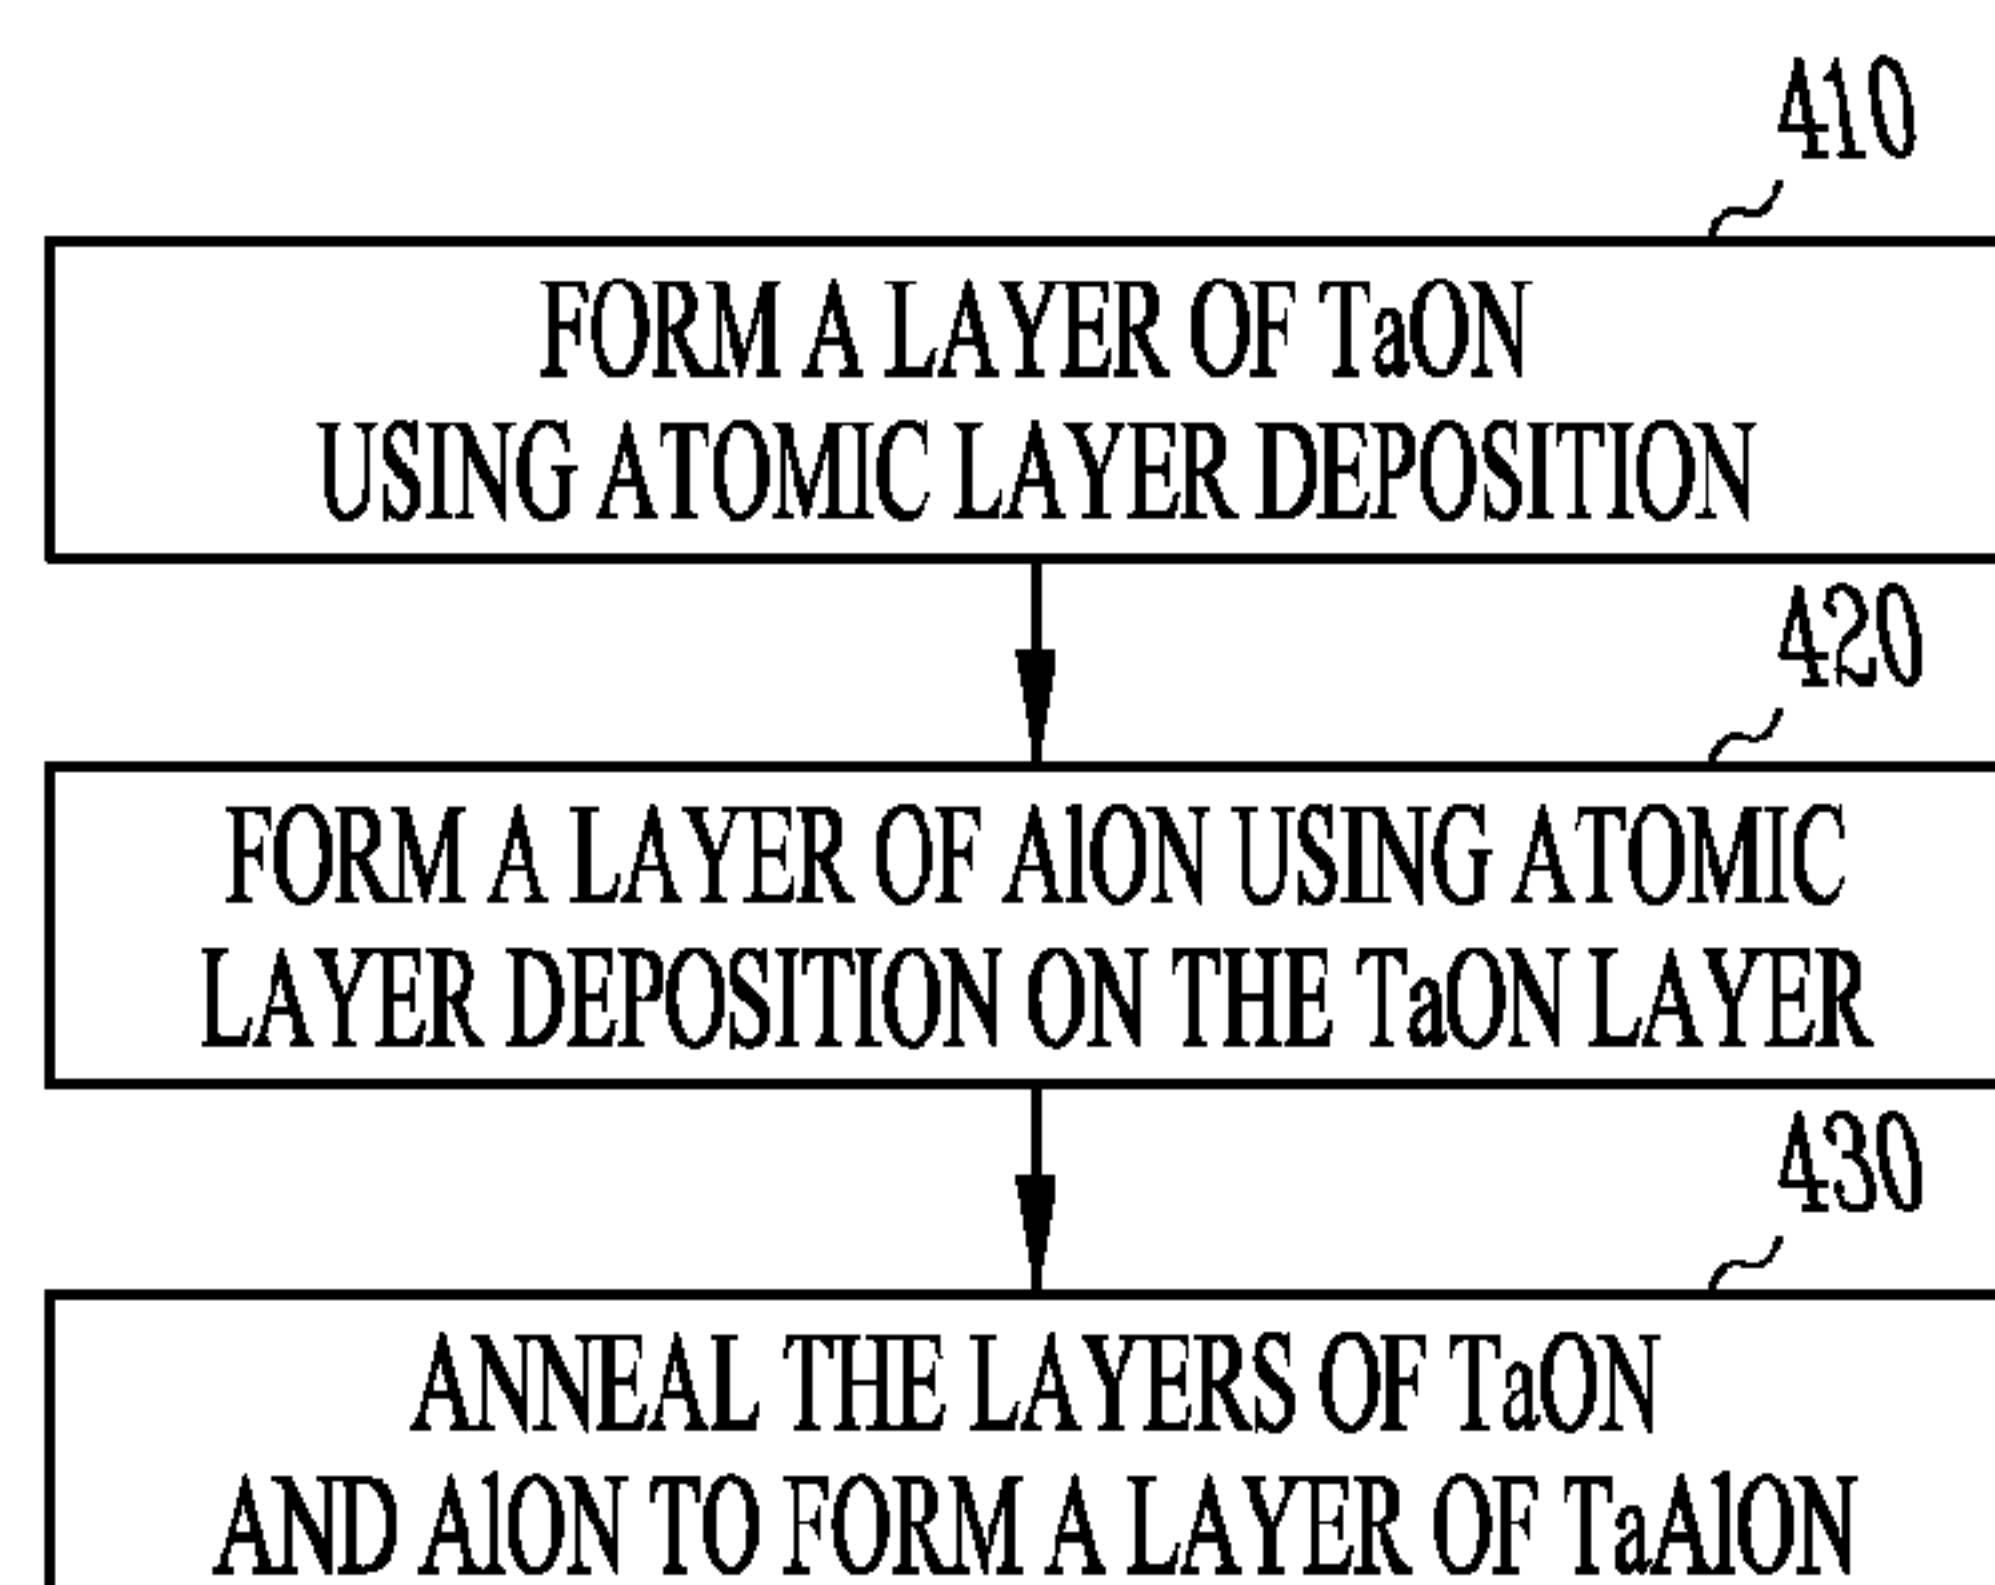 410
FORM A LAYER OF TaON
USING ATOMIC LAYER DEPOSITION
420
FORM A LAYER OF AlON USING ATOMIC
LAYER DEPOSITION ON THE TaON LAYER
430
ANNEAL THE LAYERS OF TaON
AND AlON TO FORM A LAYER OF TaAlON